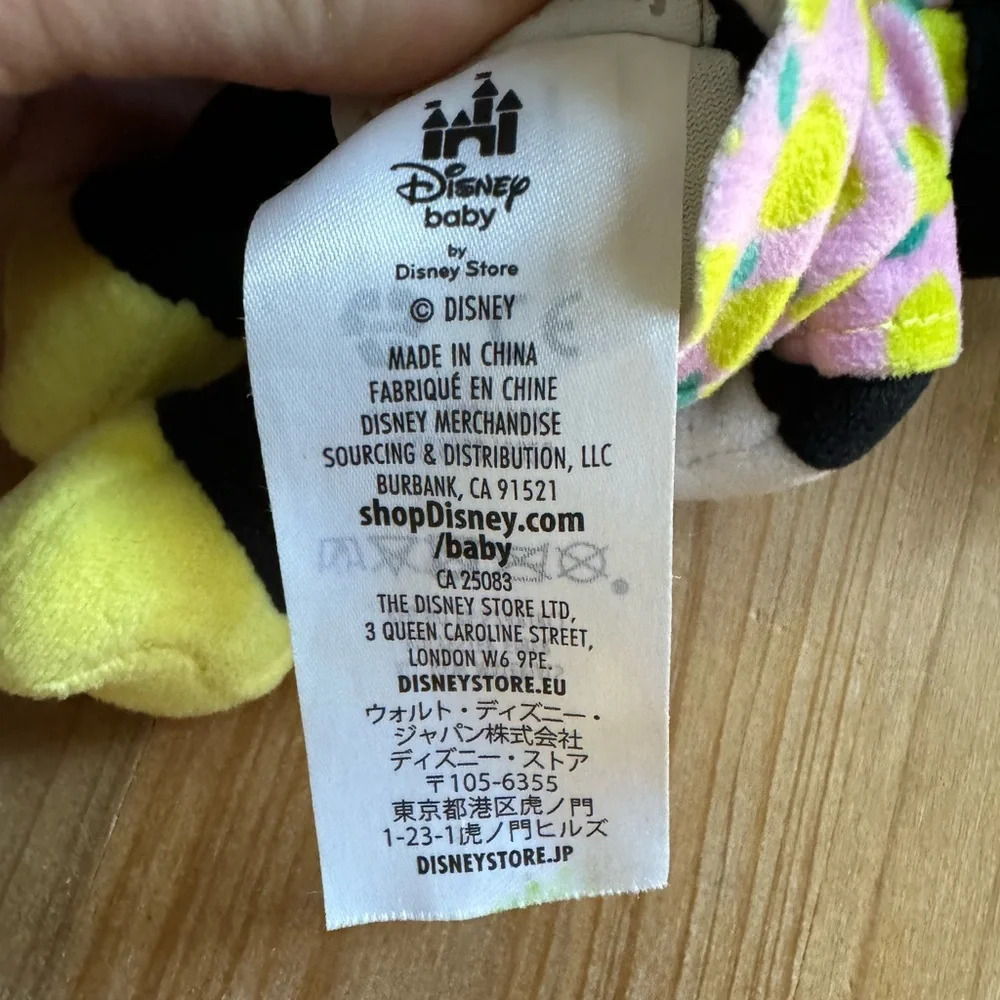 Disney
baby
by
Disney Store
© DISNEY
MADE IN CHINA
FABRIQUÉ EN CHINE
DISNEY MERCHANDISE
SOURCING & DISTRIBUTION, LLC
BURBANK, CA 91521
shopDisney.com
/baby
CA 25083
THE DISNEY STORE LTD,
3 QUEEN CAROLINE STREET,
LONDON W6 9PE.
DISNEYSTORE.EU
ウォルト・ディズニー・
ジャパン株式会社
ディズニー・ストア
〒105-6355
東京都港区虎ノ門
1-23-1虎ノ門ヒルズ
DISNEYSTORE.JP